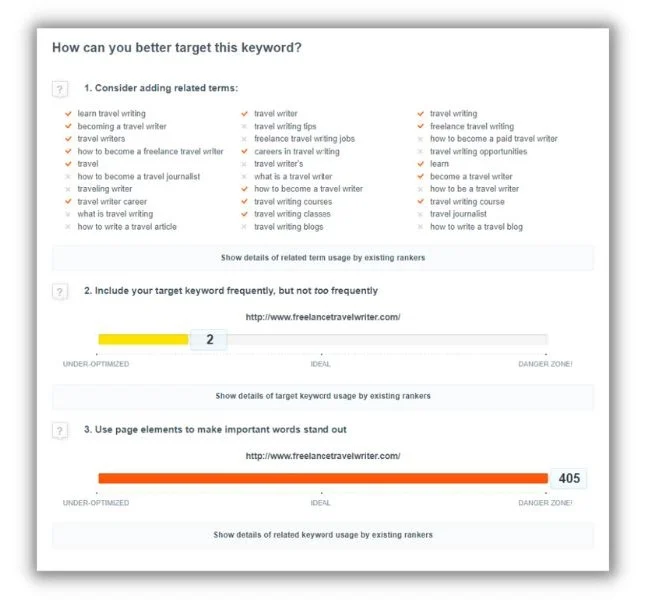 How can you better target this keyword?
? 1. Consider adding related terms:
learn travel writing travel writer travel writing
becoming a travel writer travel writing tips freelance travel writing
travel writers freelance travel writing jobs how to become a paid travel writer
how to become a freelance travel writer careers in travel writing travel writing opportunities
travel travel writer's learn
how to become a travel journalist what is a travel writer become a travel writer
traveling writer how to become a travel writer how to be a travel writer
travel writer career travel writing courses travel writing course
what is travel writing travel writing classes travel journalist
how to write a travel article travel writing blogs how to write a travel blog
Show details of related term usage by existing rankers
? 2. Include your target keyword frequently, but not too frequently
http://www.freelancetravelwriter.com/
2
UNDER-OPTIMIZED IDEAL DANGER ZONE!
Show details of target keyword usage by existing rankers
? 3. Use page elements to make important words stand out
http://www.freelancetravelwriter.com/
405
UNDER-OPTIMIZED IDEAL DANGER ZONE!
Show details of related keyword usage by existing rankers